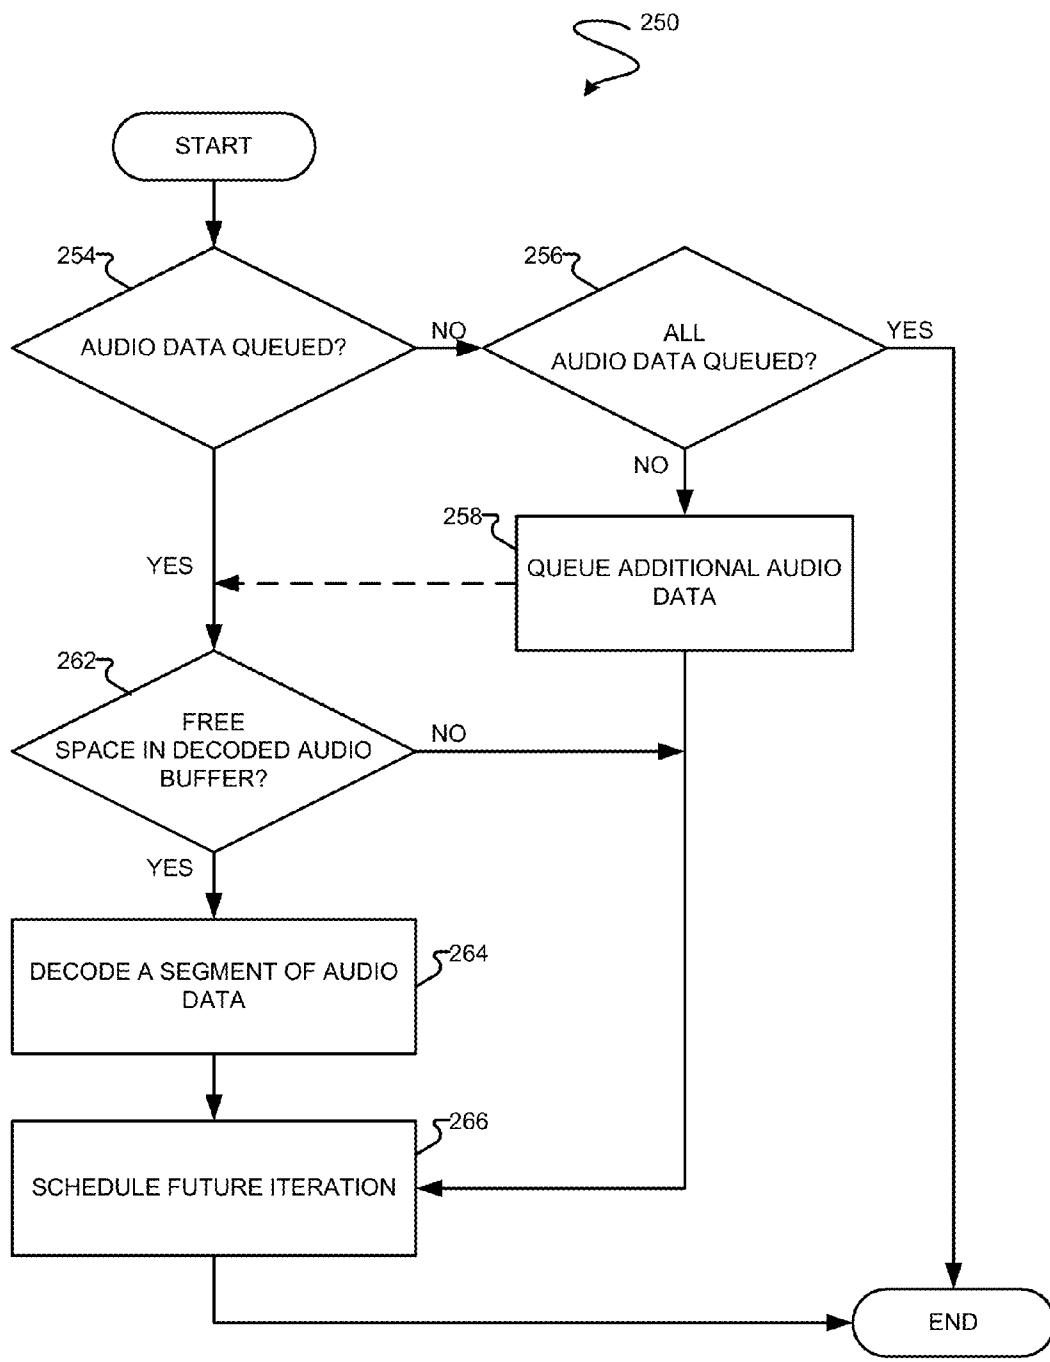 250
START
254
AUDIO DATA QUEUED?
NO
256
ALL
AUDIO DATA QUEUED?
YES
NO
258
QUEUE ADDITIONAL AUDIO
DATA
YES
262
FREE
SPACE IN DECODED AUDIO
BUFFER?
NO
YES
DECODE A SEGMENT OF AUDIO
DATA
264
SCHEDULE FUTURE ITERATION
266
END